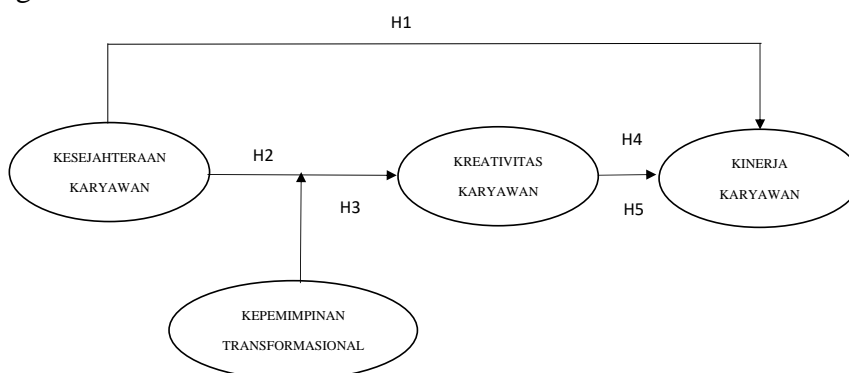 H1
KESEJAHTERAAN
KARYAWAN
H2
H3
KREATIVITAS
KARYAWAN
H4
H5
KINERJA
KARYAWAN
KEPEMIMPINAN
TRANSFORMASIONAL